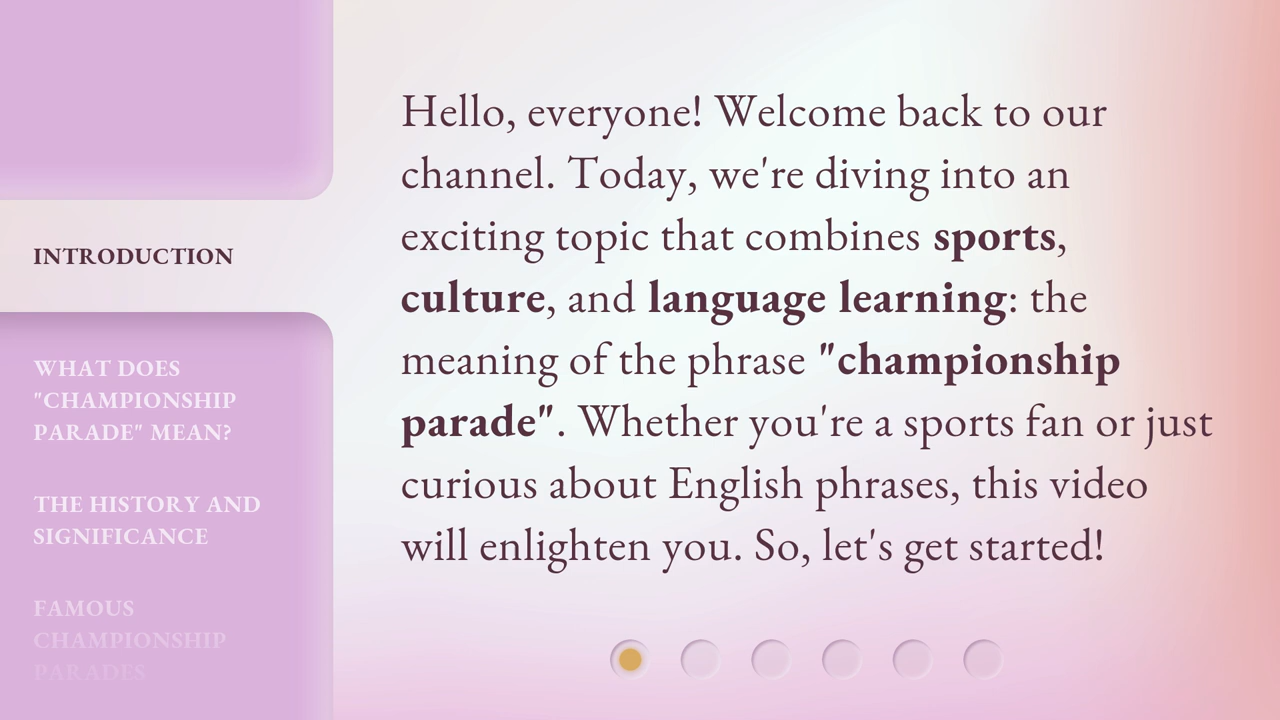 INTRODUCTION
WHAT DOES
"CHAMPIONSHIP
PARADE" MEAN?
THE HISTORY AND
SIGNIFICANCE
FAMOUS
CHAMPIONSHIP
PARADES
Hello, everyone! Welcome back to our
channel. Today, we're diving into an
exciting topic that combines sports,
culture, and language learning: the
meaning of the phrase "championship
parade". Whether you're a sports fan or just
curious about English phrases, this video
will enlighten you. So, let's get started!